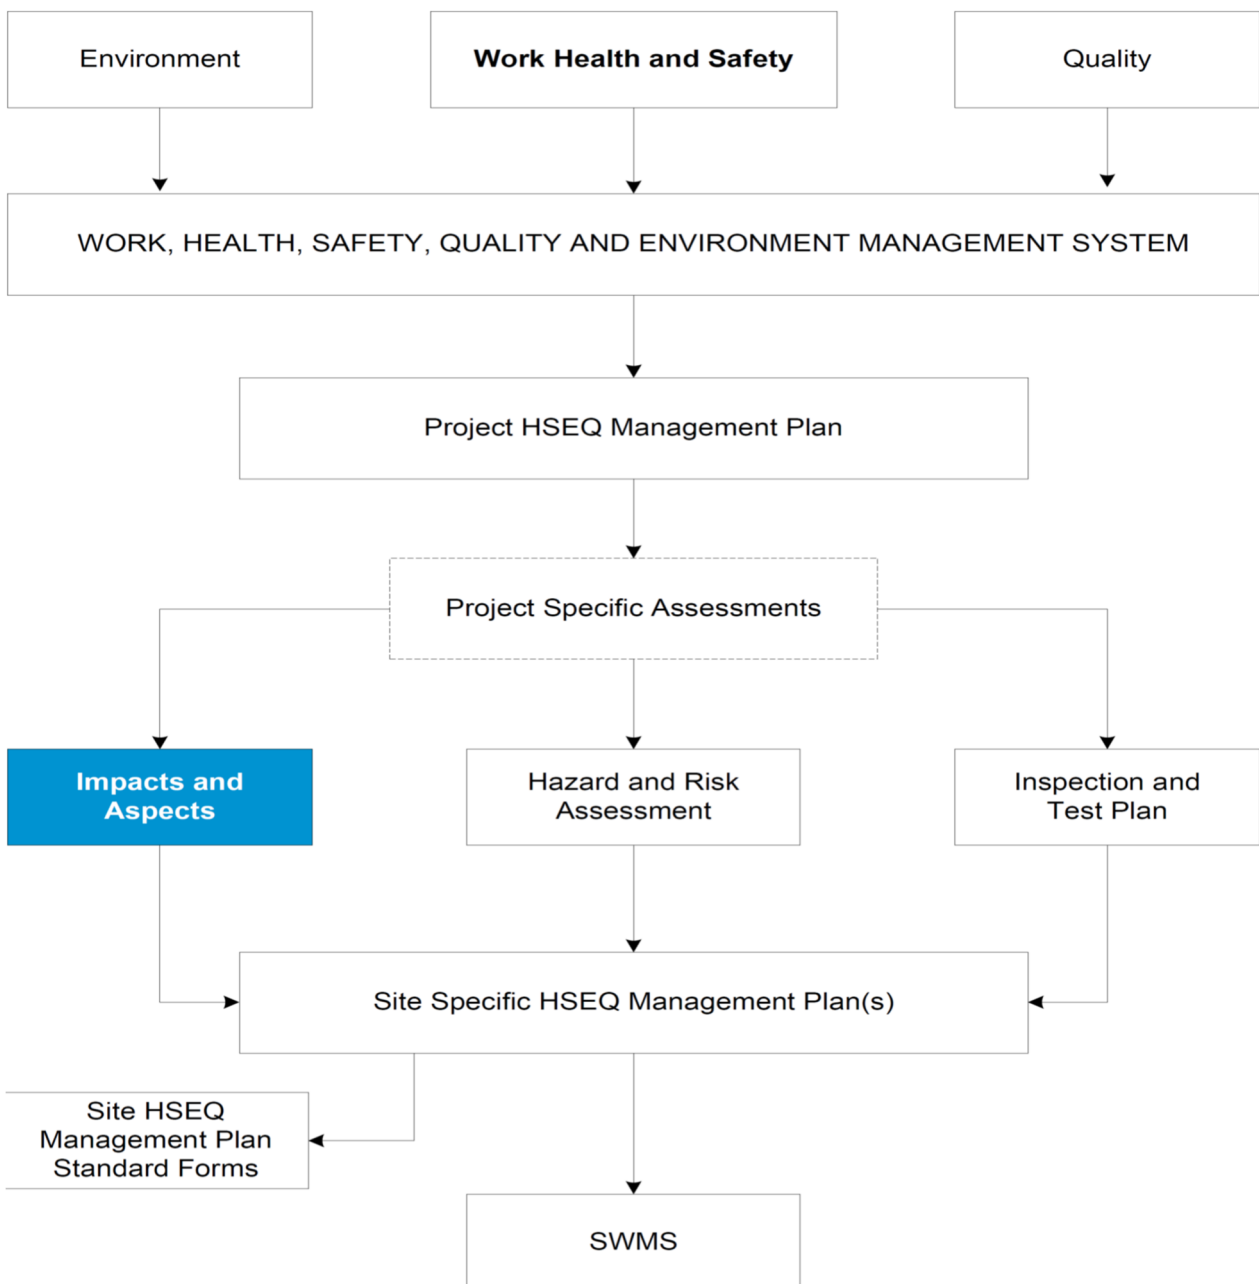 Environment
Work Health and Safety
Quality
WORK, HEALTH, SAFETY, QUALITY AND ENVIRONMENT MANAGEMENT SYSTEM
Project HSEQ Management Plan
Project Specific Assessments
Impacts and
Aspects
Hazard and Risk
Assessment
Inspection and
Test Plan
Site Specific HSEQ Management Plan(s)
Site HSEQ
Management Plan
Standard Forms
SWMS